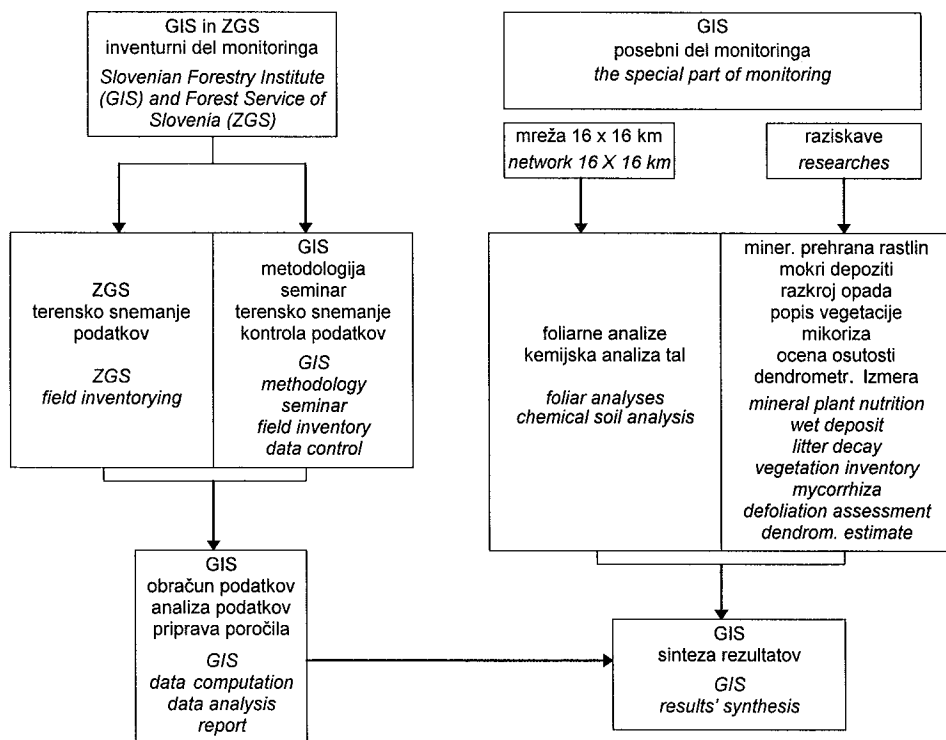 GIS in ZGS
inventurni del monitoringa
Slovenian Forestry Institute
(GIS) and Forest Service of
Slovenia (ZGS)
GIS
posebni del monitoringa
the special part of monitoring
mreža 16 x 16 km
network 16 X 16 km
raziskave
researches
ZGS
terensko snemanje
podatkov
ZGS
field inventorying
GIS
metodologija
seminar
terensko snemanje
kontrola podatkov
GIS
methodology
seminar
field inventory
data control
foliarne analize
kemijska analiza tal
foliar analyses
chemical soil analysis
miner. prehrana rastlin
mokri depoziti
razkroj opada
popis vegetacije
mikoriza
ocena osutosti
dendrometr. Izmera
mineral plant nutrition
wet deposit
litter decay
vegetation inventory
mycorrhiza
defoliation assessment
dendrom. estimate
GIS
obračun podatkov
analiza podatkov
priprava poročila
GIS
data computation
data analysis
report
GIS
sinteza rezultatov
GIS
results' synthesis